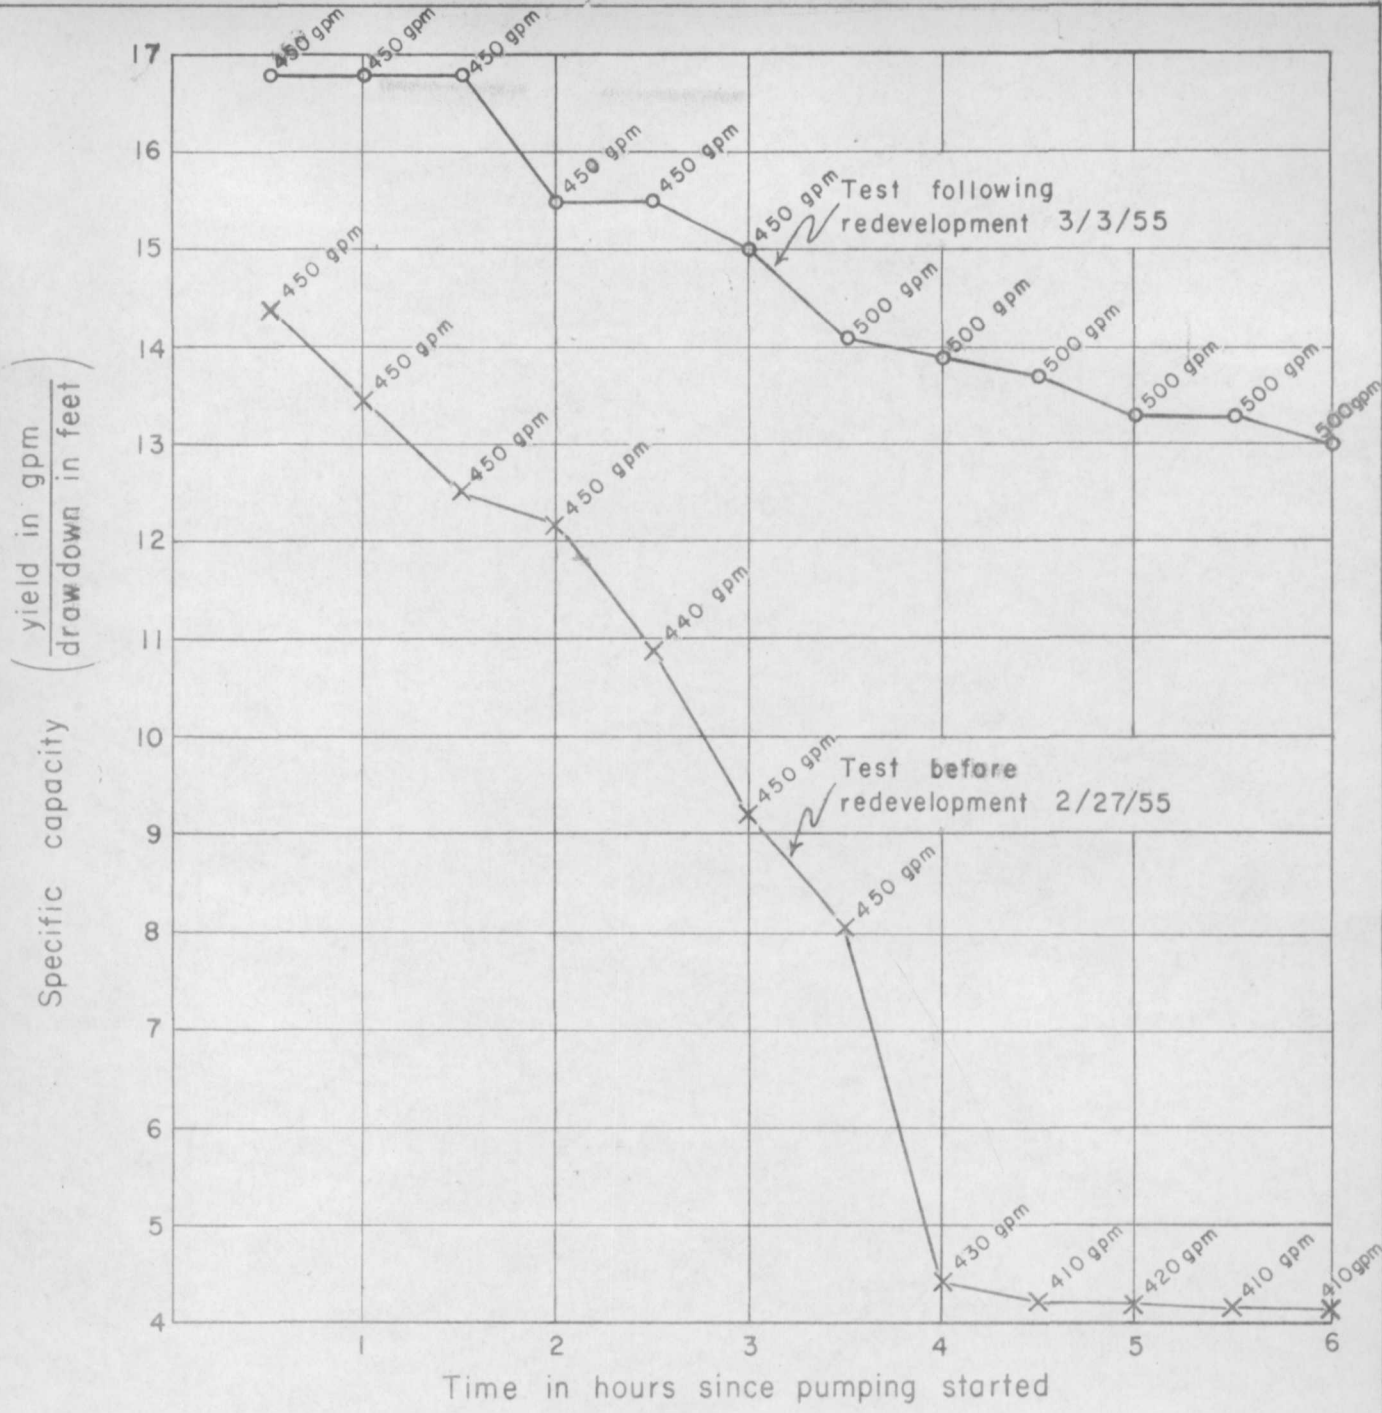 17
450 gpm
450 gpm
450 gpm
16
450 gpm
450 gpm
450 gpm
Test following
redevelopment 3/3/55
15
450 gpm
500 gpm
500 gpm
500 gpm
500 gpm
500 gpm
500 gpm
14
450 gpm
13
450 gpm
450 gpm
12
440 gpm
11
10
450 gpm
Test before
redevelopment 2/27/55
9
450 gpm
8
7
6
5
430 gpm
410 gpm
420 gpm
410 gpm
410 gpm
4
1 2 3 4 5 6
Time in hours since pumping started
Specific capacity
(yield in gpm
drawdown in feet)